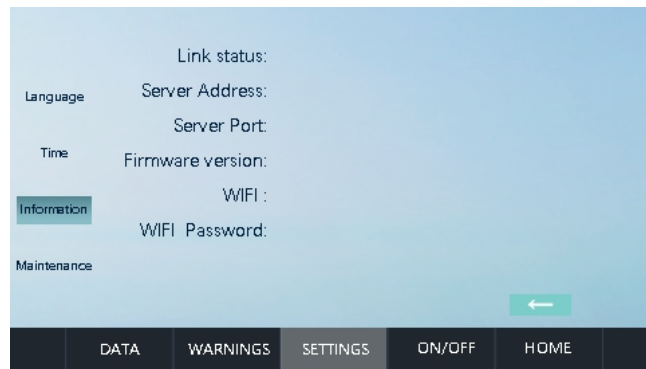 Link status:
Language
Server Address:
Server Port:
Time
Firmware version:
WIFI :
Information
WIFI Password:
Maintenance
DATA WARNINGS SETTINGS ON/OFF HOME